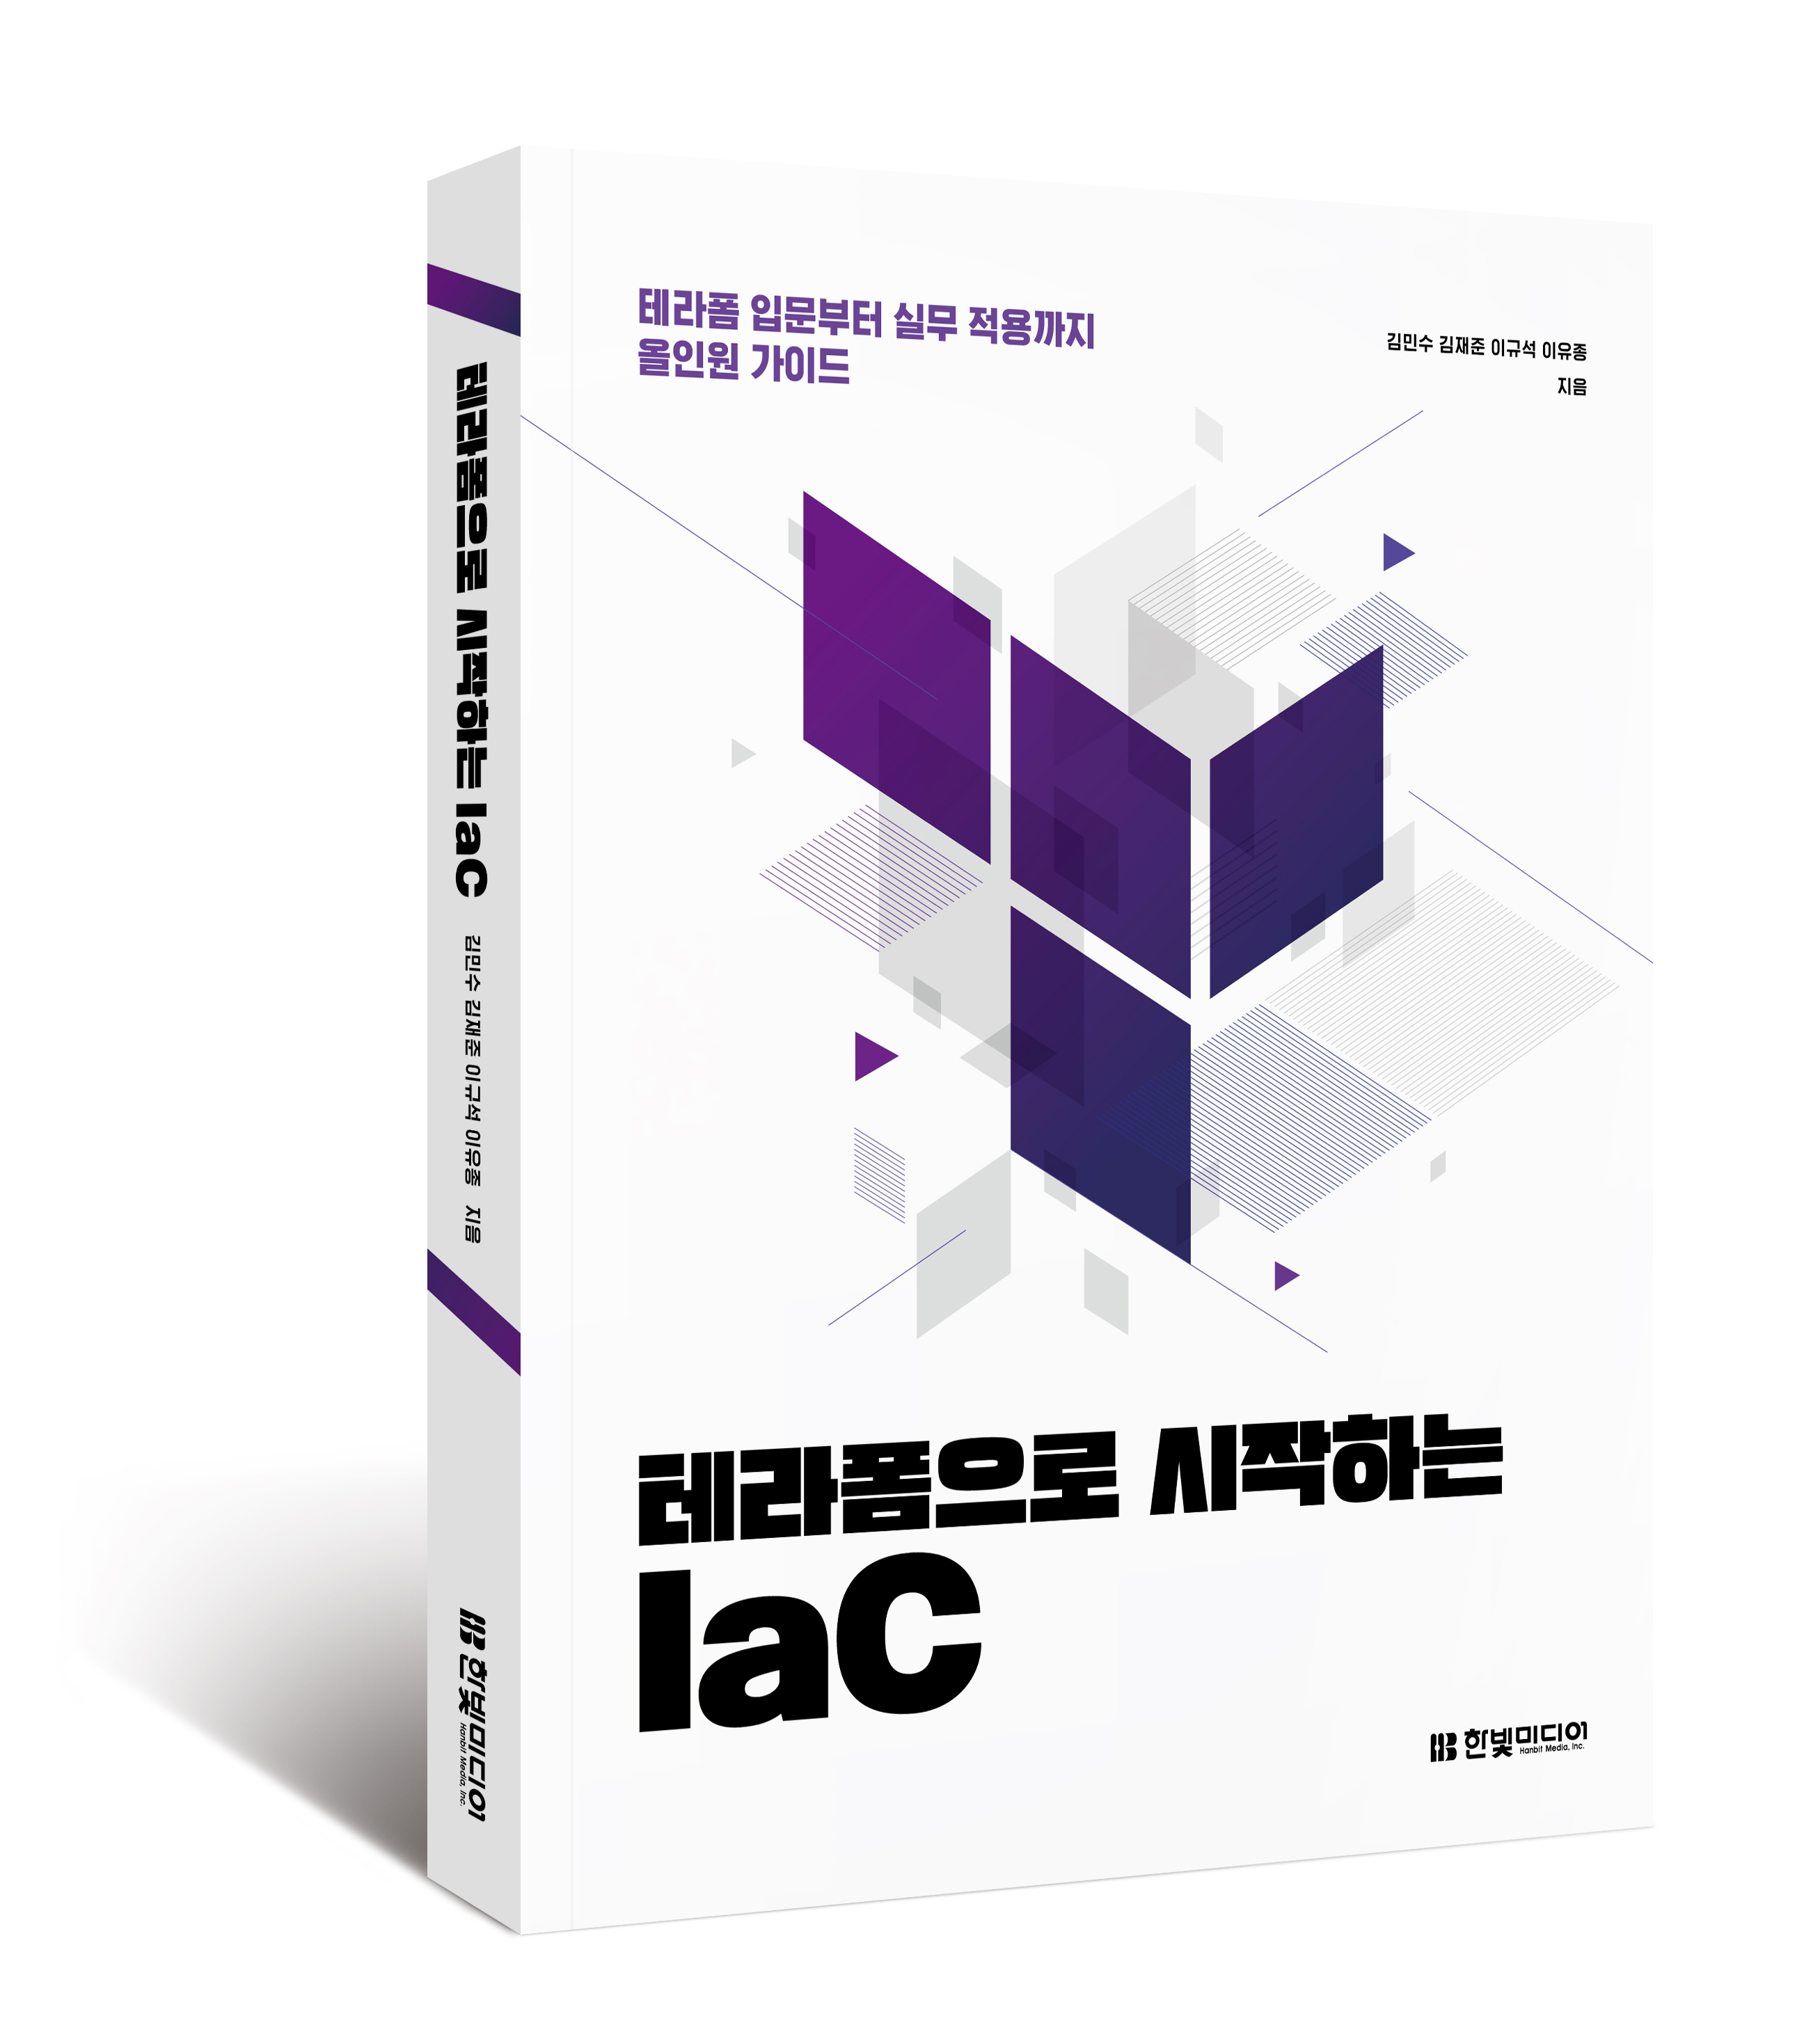 테라폼 입문부터 실무 적용까지
올인원 가이드
김민수 김재준 이규석 이유종
지음
테라폼으로 시작하는
IaC
한빛미디어
Hanbit Media, Inc.
테라폼으로 시작하는 IaC
김민수 김재준 이규석 이유종 지음
한빛미디어
Hanbit Media, Inc.